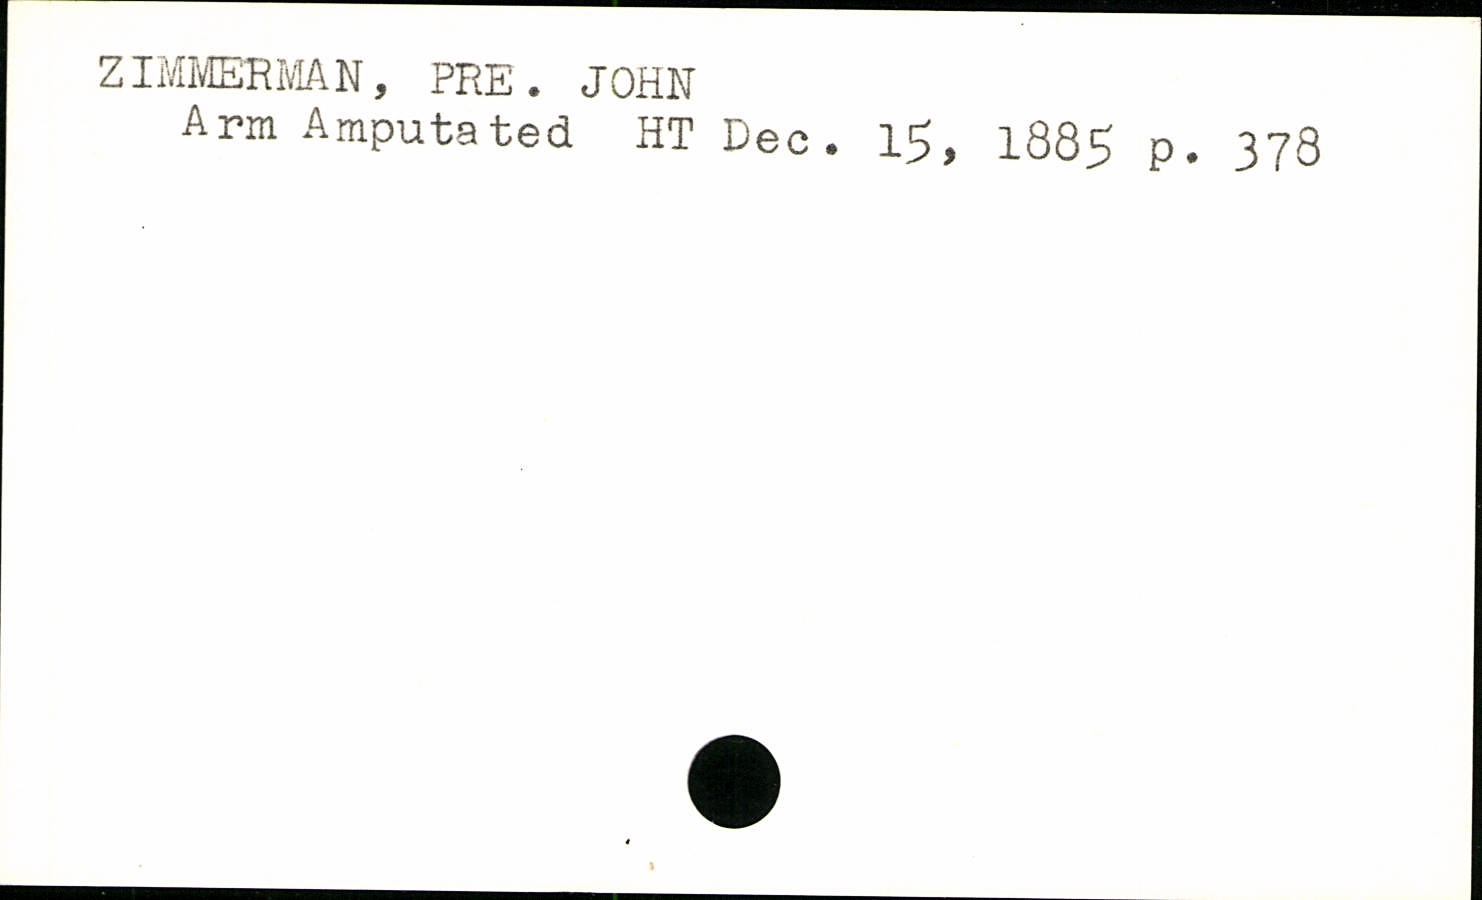 ZIMMERMAN, PRE. JOHN
Arm Amputated HT Dec. 15, 1885 p. 378